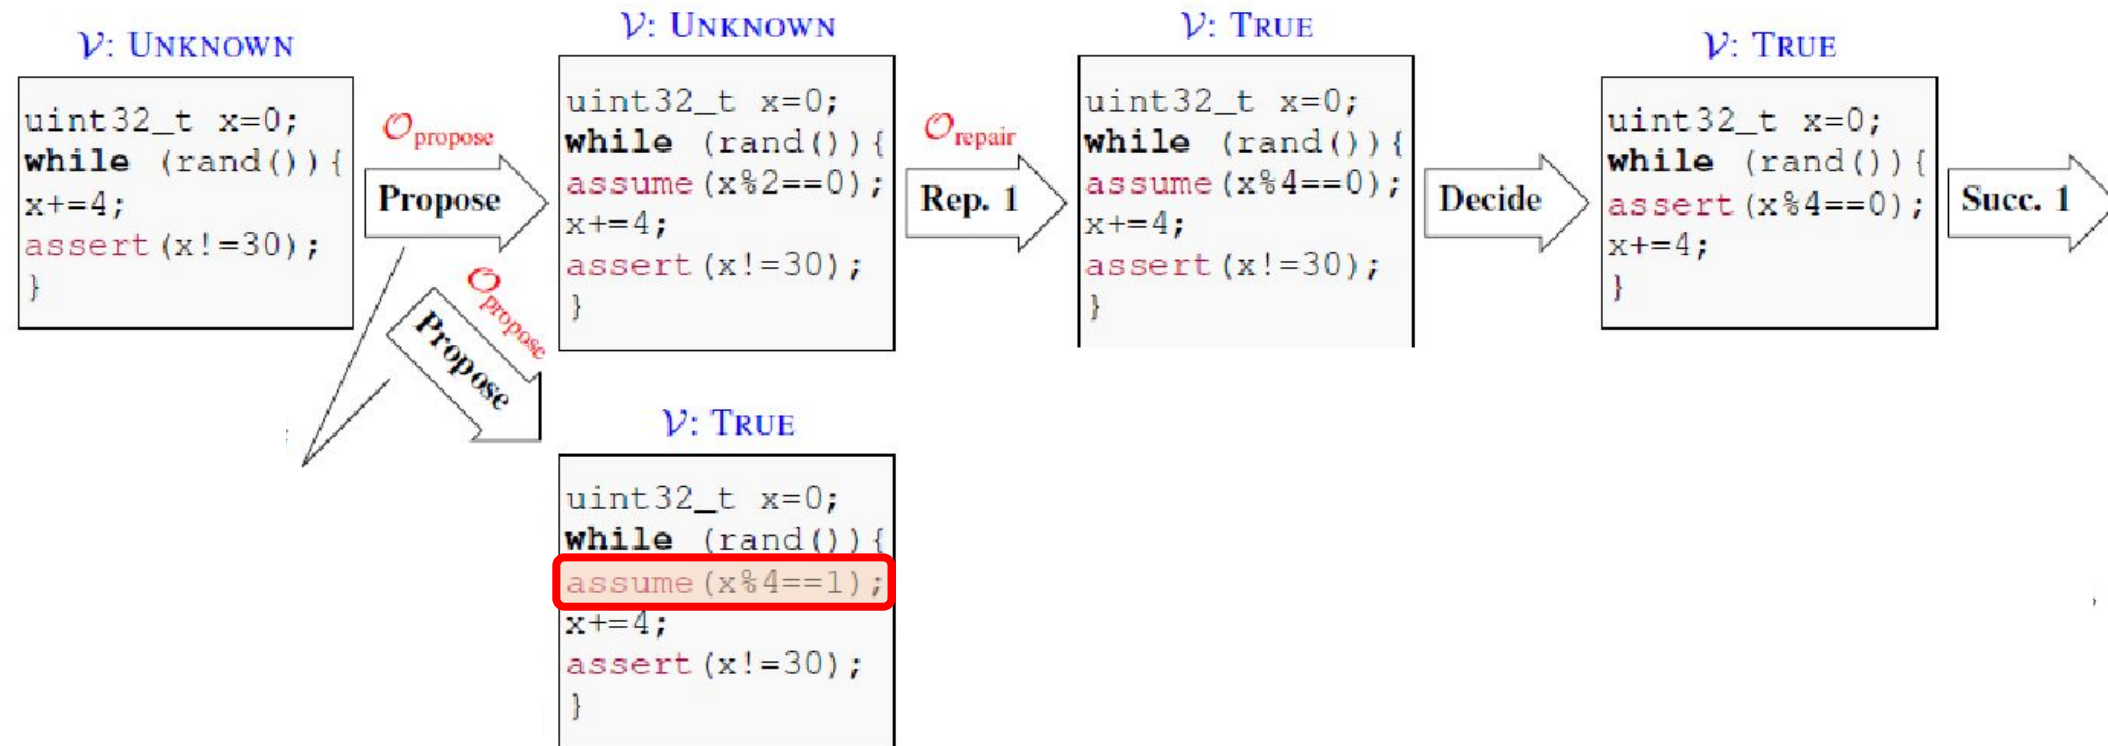 𝒱: UNKNOWN
uint32_t x=0;
while (rand()){
x+=4;
assert(x!=30);
}
𝒪propose
Propose
𝒱: UNKNOWN
uint32_t x=0;
while (rand()){
assume(x%2==0);
x+=4;
assert(x!=30);
}
𝒪repair
Rep. 1
𝒱: TRUE
uint32_t x=0;
while (rand()){
assume(x%4==0);
x+=4;
assert(x!=30);
}
Decide
𝒱: TRUE
uint32_t x=0;
while (rand()){
assert(x%4==0);
x+=4;
}
Succ. 1
𝒪propose
Propose
𝒱: TRUE
uint32_t x=0;
while (rand()){
assume(x%4==1);
x+=4;
assert(x!=30);
}